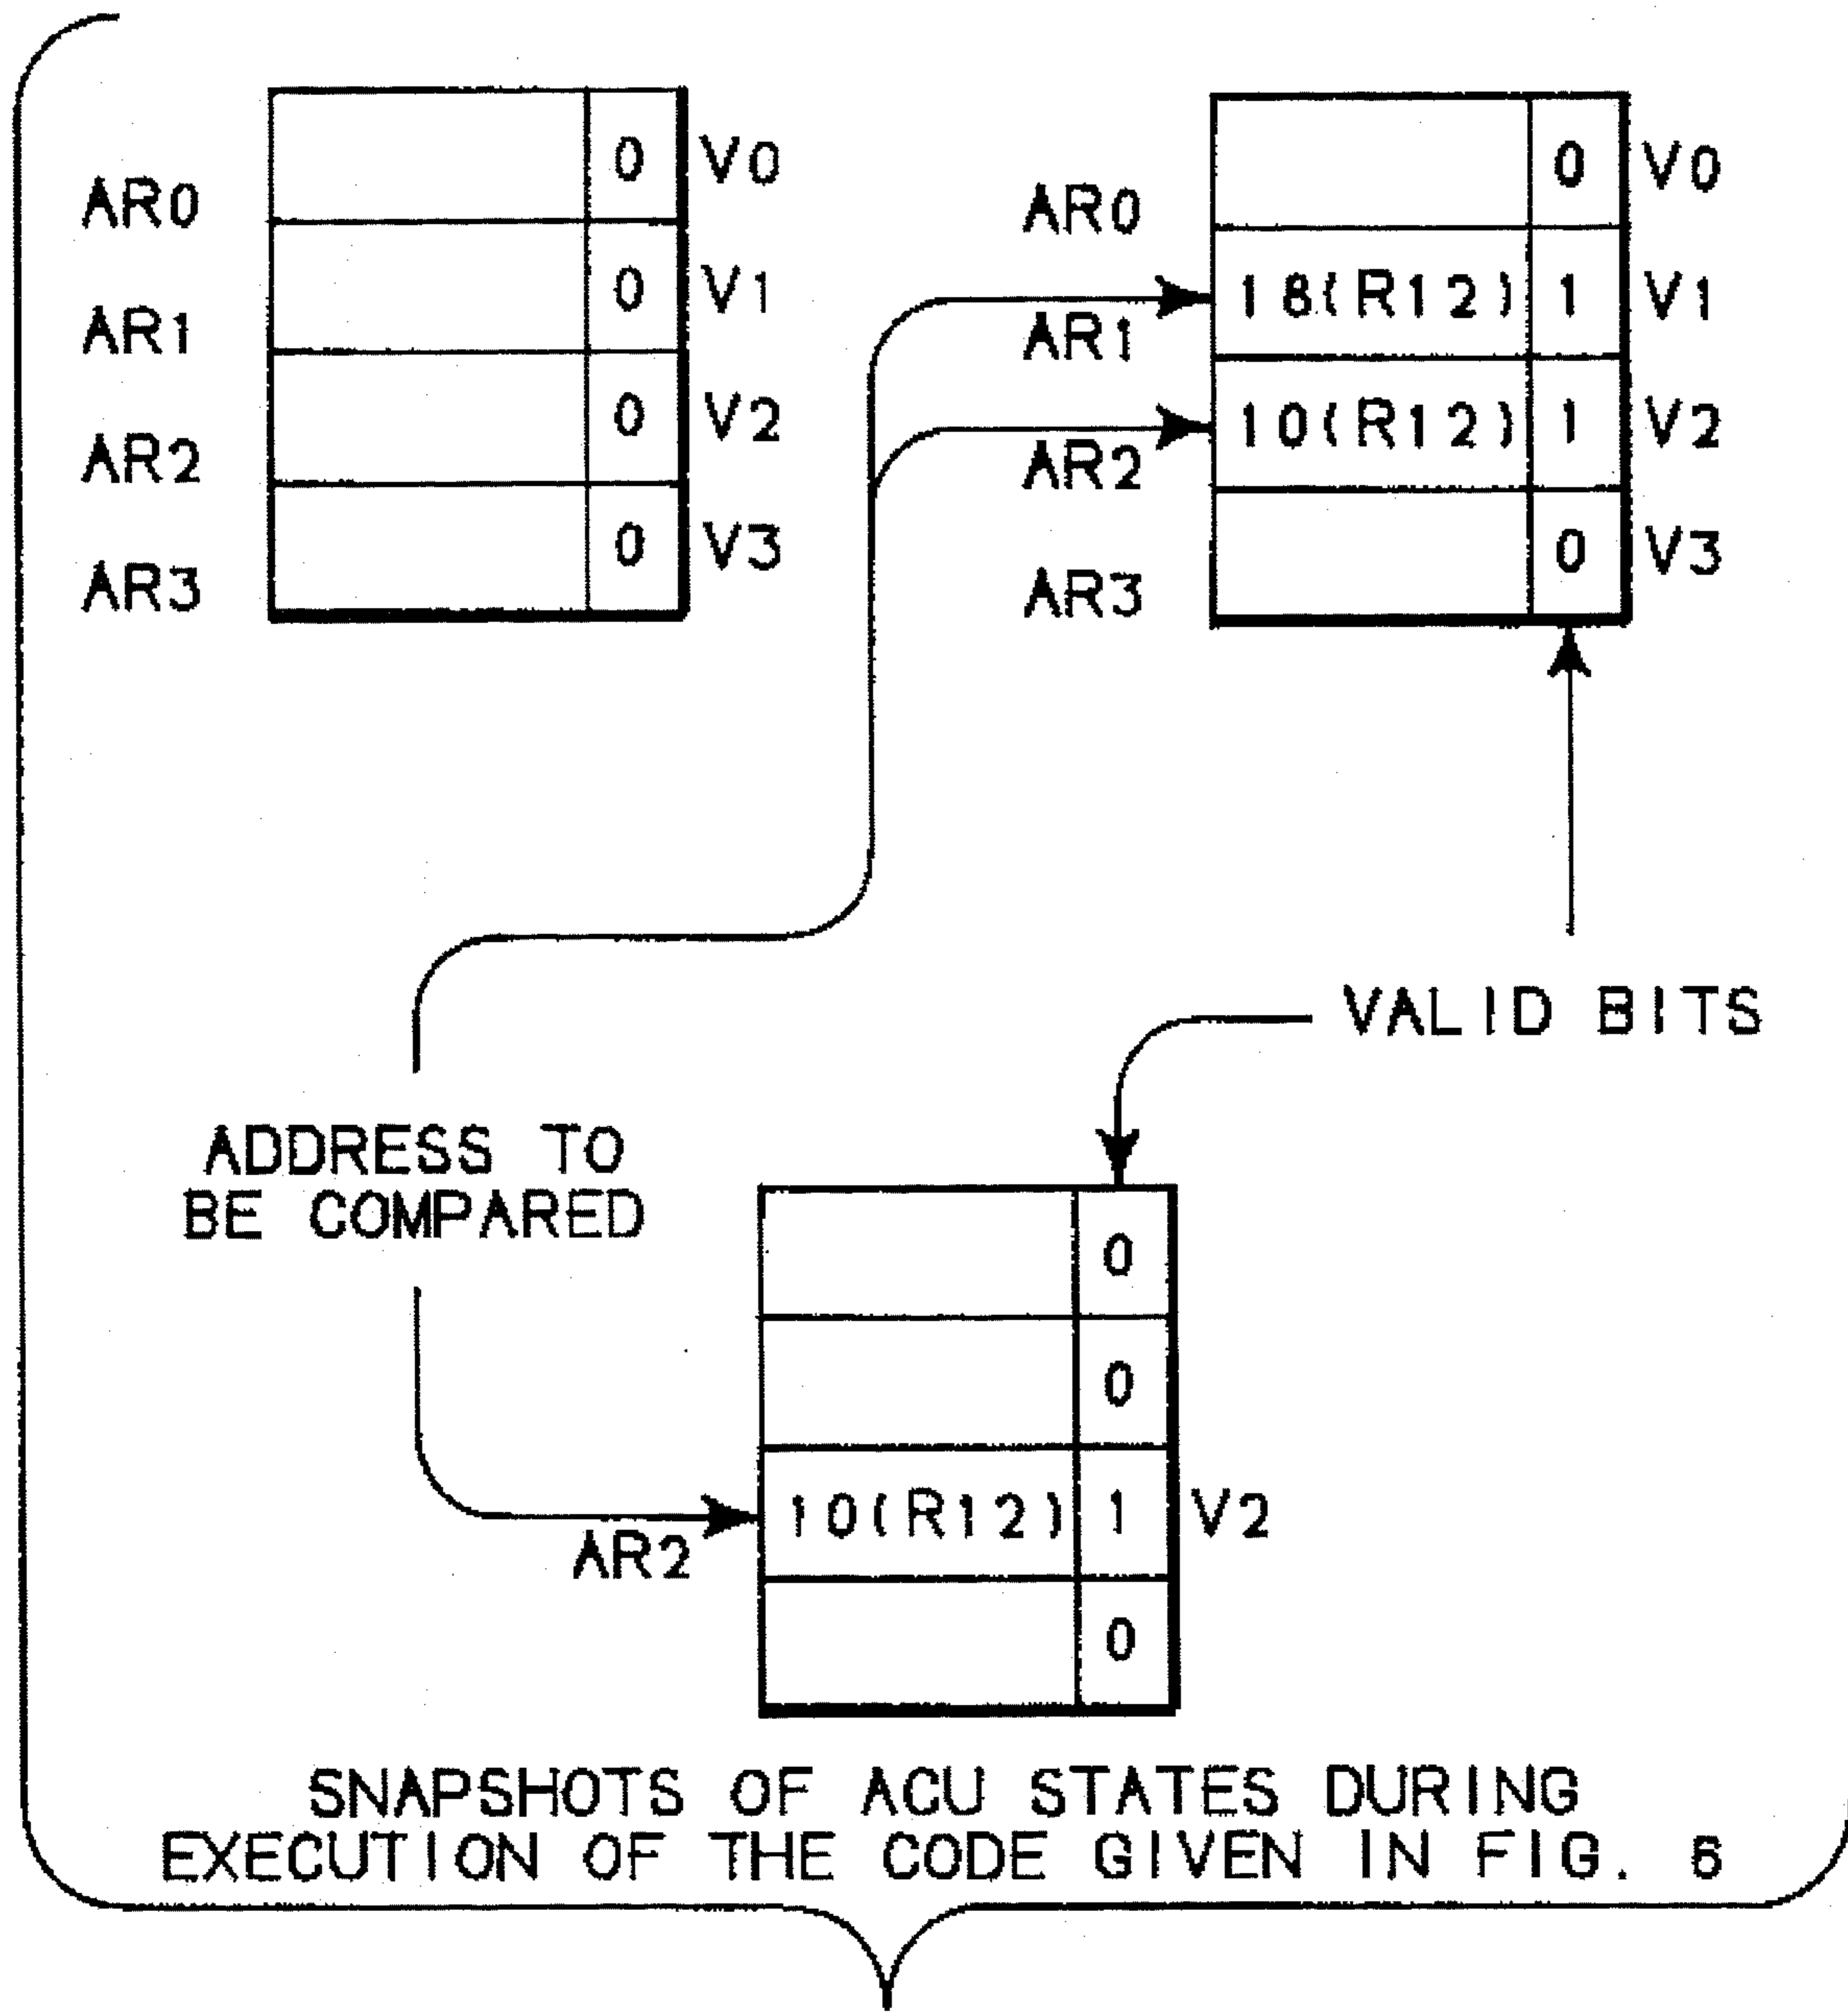 0 V0
AR0
0 V1
AR1
0 V2
AR2
0 V3
AR3
0 V0
AR0
18(R12) 1 V1
AR1
10(R12) 1 V2
AR2
0 V3
AR3
VALID BITS
ADDRESS TO
BE COMPARED
0
0
10(R12) 1 V2
AR2
0
SNAPSHOTS OF ACU STATES DURING
EXECUTION OF THE CODE GIVEN IN FIG. 6